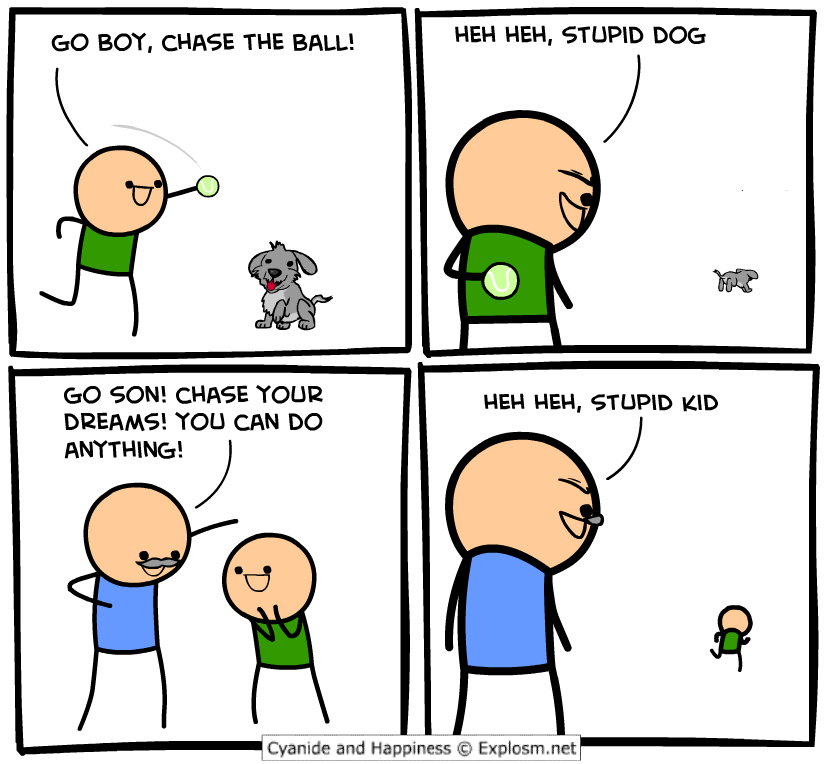 GO BOY, CHASE THE BALL!
HEH HEH, STUPID DOG
GO SON! CHASE YOUR
DREAMS! YOU CAN DO
ANYTHING!
HEH HEH, STUPID KID
Cyanide and Happiness © Explosm.net